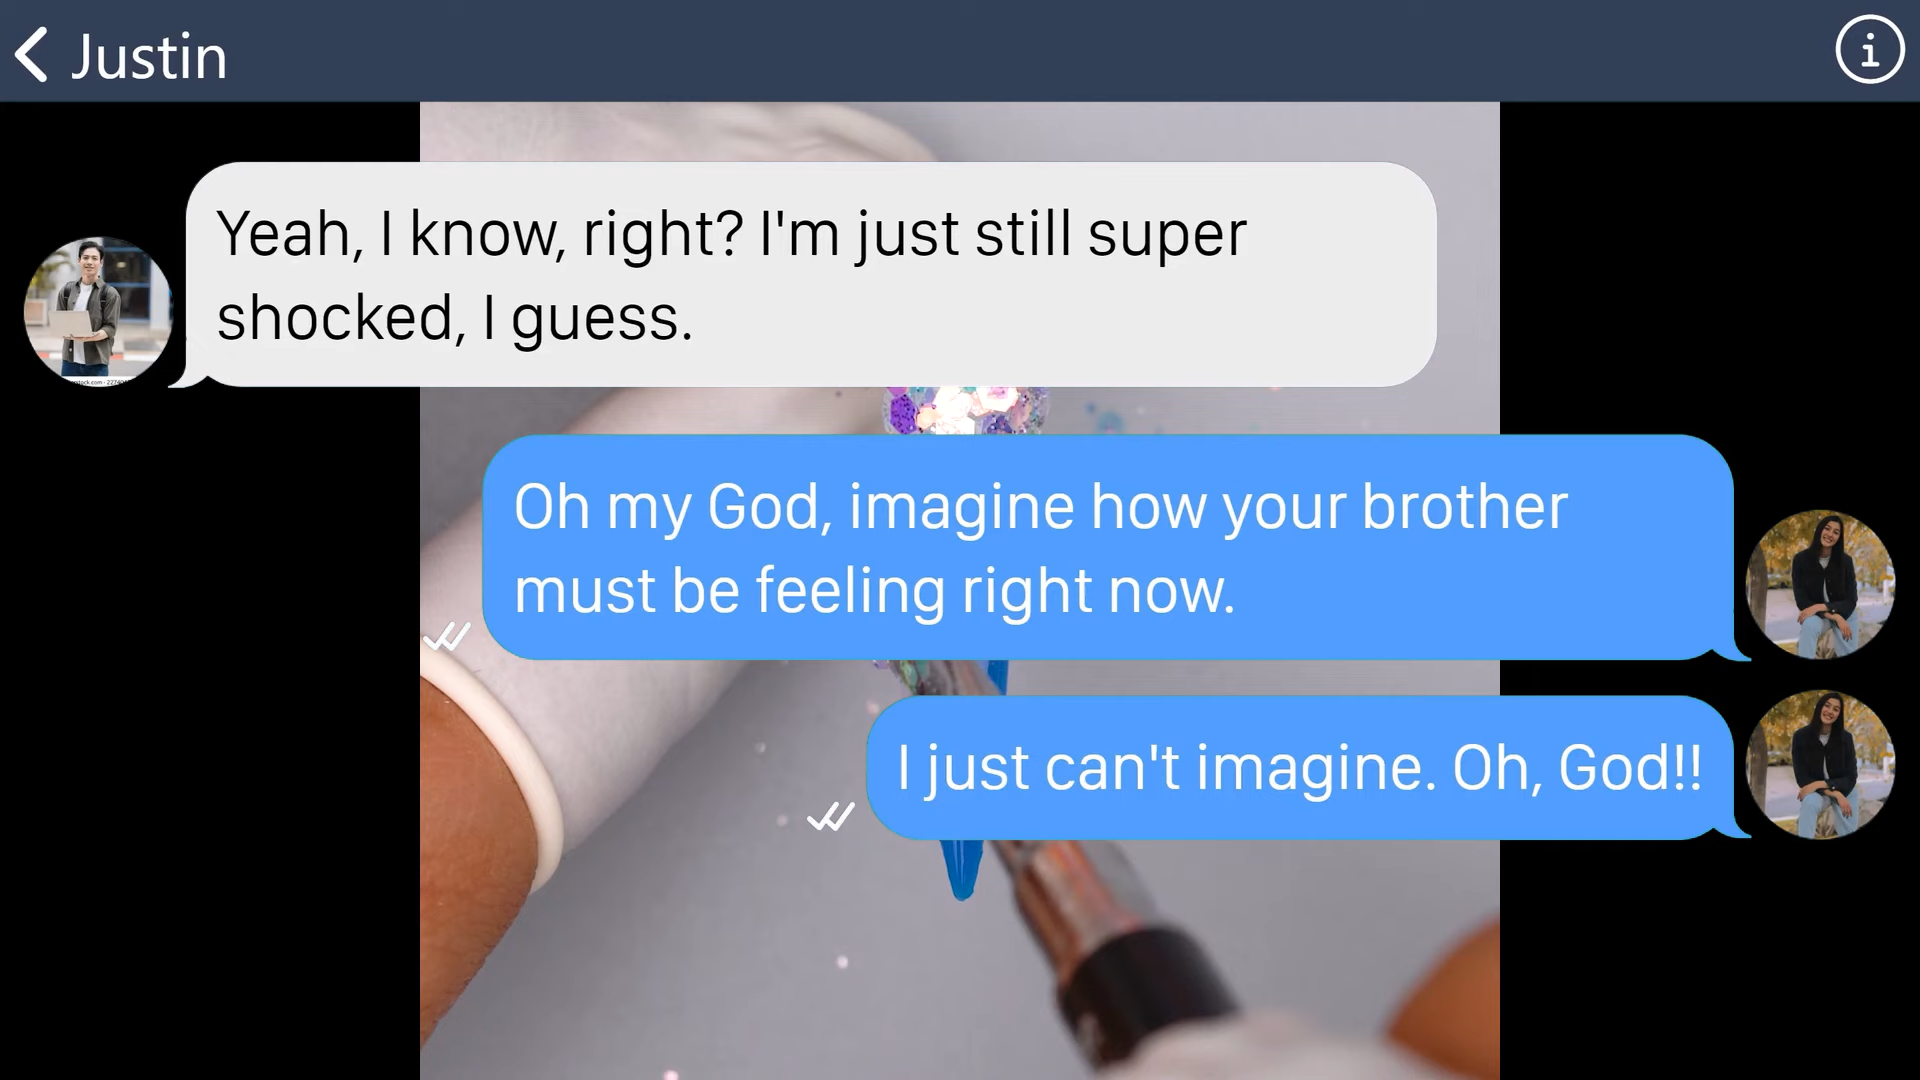 Justin
Yeah, I know, right? I'm just still super
shocked, I guess.
Oh my God, imagine how your brother
must be feeling right now.
I just can't imagine. Oh, God!!